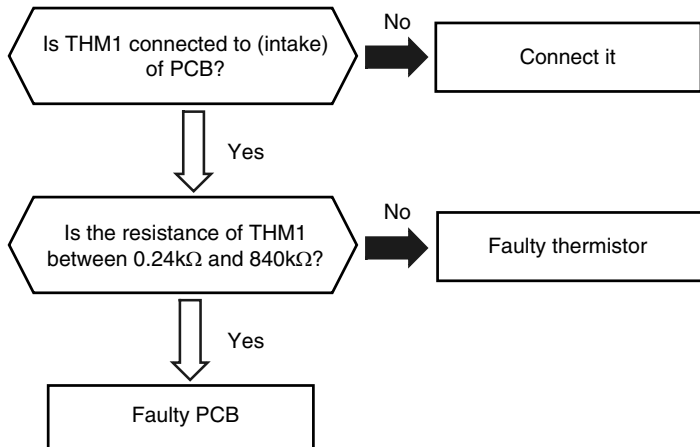 Is THM1 connected to (intake)
of PCB?
No
Connect it
Yes
Is the resistance of THM1
between 0.24kΩ and 840kΩ?
No
Faulty thermistor
Yes
Faulty PCB